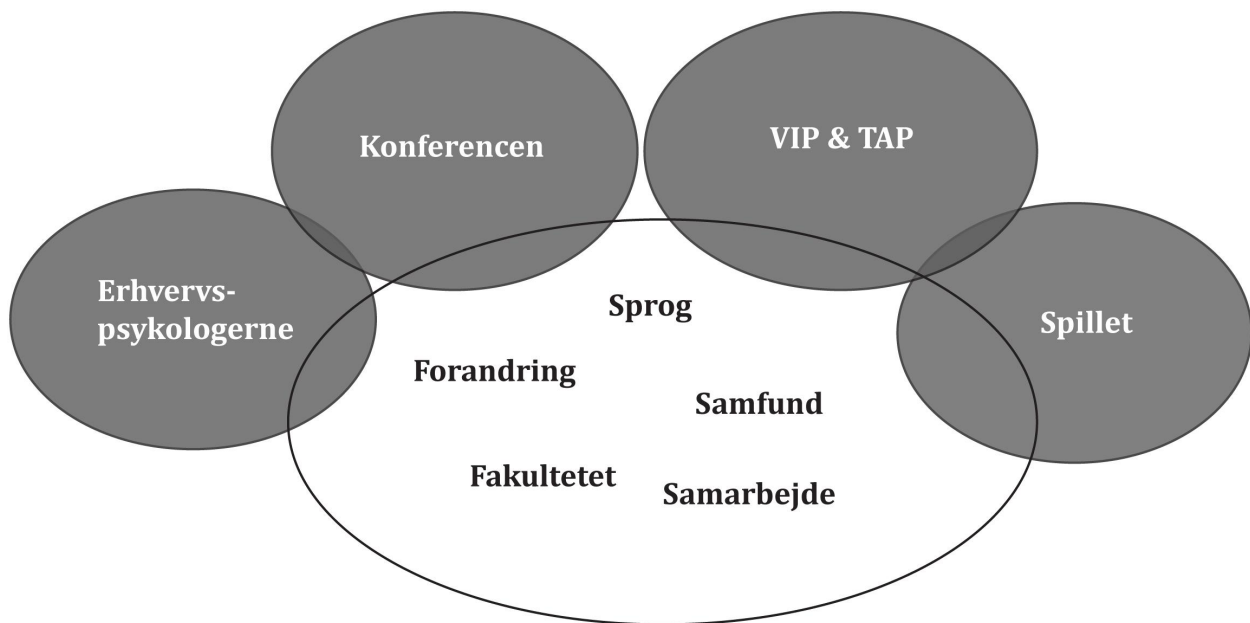 Konferencen
VIP & TAP
Erhvervs-
psykologerne
Spillet
Sprog
Forandring
Samfund
Fakultetet
Samarbejde